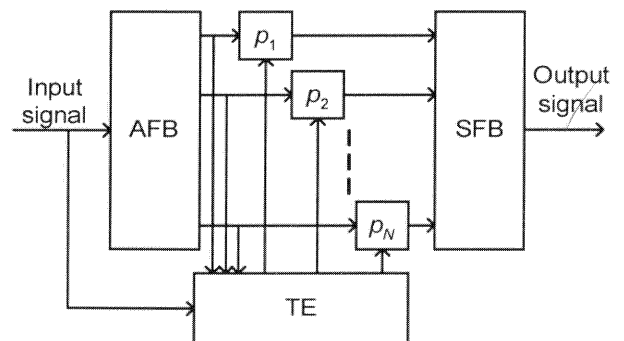 Input
signal
AFB
p1
p2
pN
SFB
Output
signal
TE